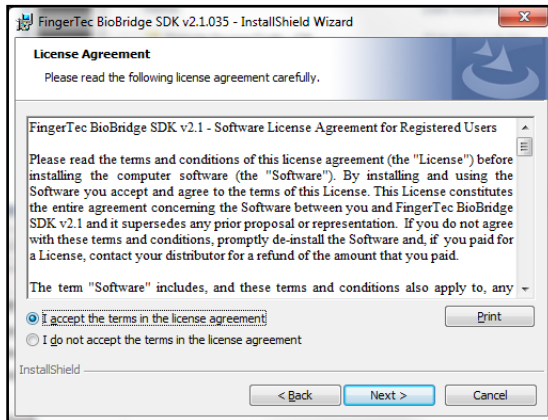 FingerTec BioBridge SDK v2.1.035 - InstallShield Wizard
License Agreement
Please read the following license agreement carefully.
FingerTec BioBridge SDK v2.1 - Software License Agreement for Registered Users
Please read the terms and conditions of this license agreement (the "License") before
installing the computer software (the "Software"). By installing and using the
Software you accept and agree to the terms of this License. This License constitutes
the entire agreement concerning the Software between you and FingerTec BioBridge
SDK v2.1 and it supersedes any prior proposal or representation. If you do not agree
with these terms and conditions, promptly de-install the Software and, if you paid for
a License, contact your distributor for a refund of the amount that you paid.
The term "Software" includes, and these terms and conditions also apply to, any
I accept the terms in the license agreement
Print
I do not accept the terms in the license agreement
InstallShield
< Back
Next >
Cancel